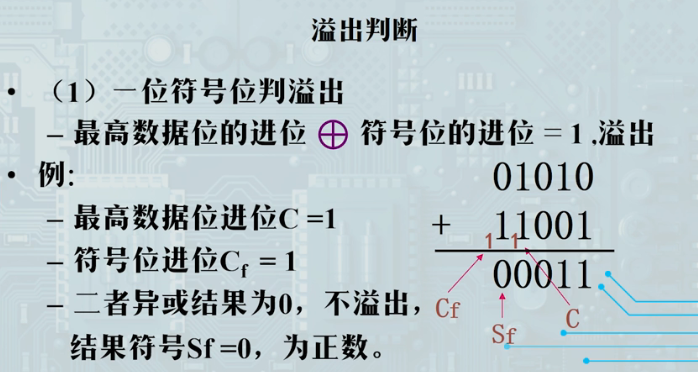 溢出判断
• （1）一位符号位判溢出
– 最高数据位的进位 ⊕ 符号位的进位 = 1 ,溢出
• 例:
– 最高数据位进位C =1
– 符号位进位Cf = 1
– 二者异或结果为0，不溢出，
结果符号Sf =0，为正数。
01010
+ 11001
1 1
00011
Cf
Sf
C